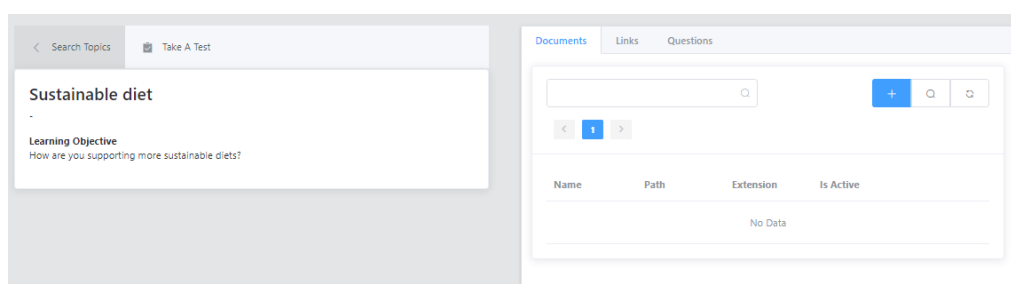 Search Topics
Take A Test
Sustainable diet
-
Learning Objective
How are you supporting more sustainable diets?
Documents Links Questions
1
Name Path Extension Is Active
No Data